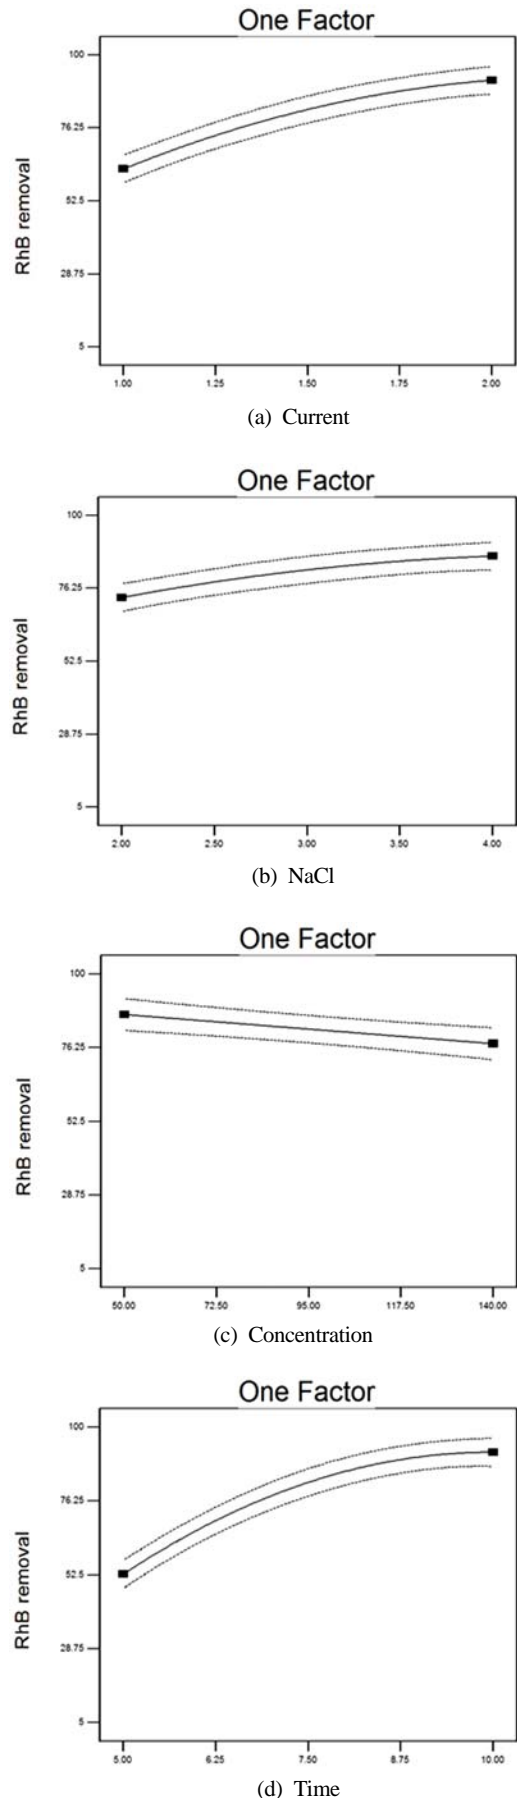 One Factor
100
76.25
52.5
28.75
5
RhB removal
1.00 1.25 1.50 1.75 2.00
(a) Current
One Factor
100
76.25
52.5
28.75
5
RhB removal
2.00 2.50 3.00 3.50 4.00
(b) NaCl
One Factor
100
76.25
52.5
28.75
5
RhB removal
50.00 72.50 95.00 117.50 140.00
(c) Concentration
One Factor
100
76.25
52.5
28.75
5
RhB removal
5.00 6.25 7.50 8.75 10.00
(d) Time